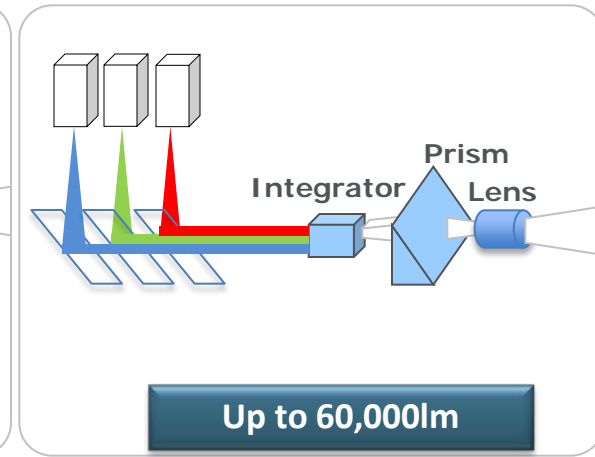 Prism
Integrator
Lens
Up to 60,000lm